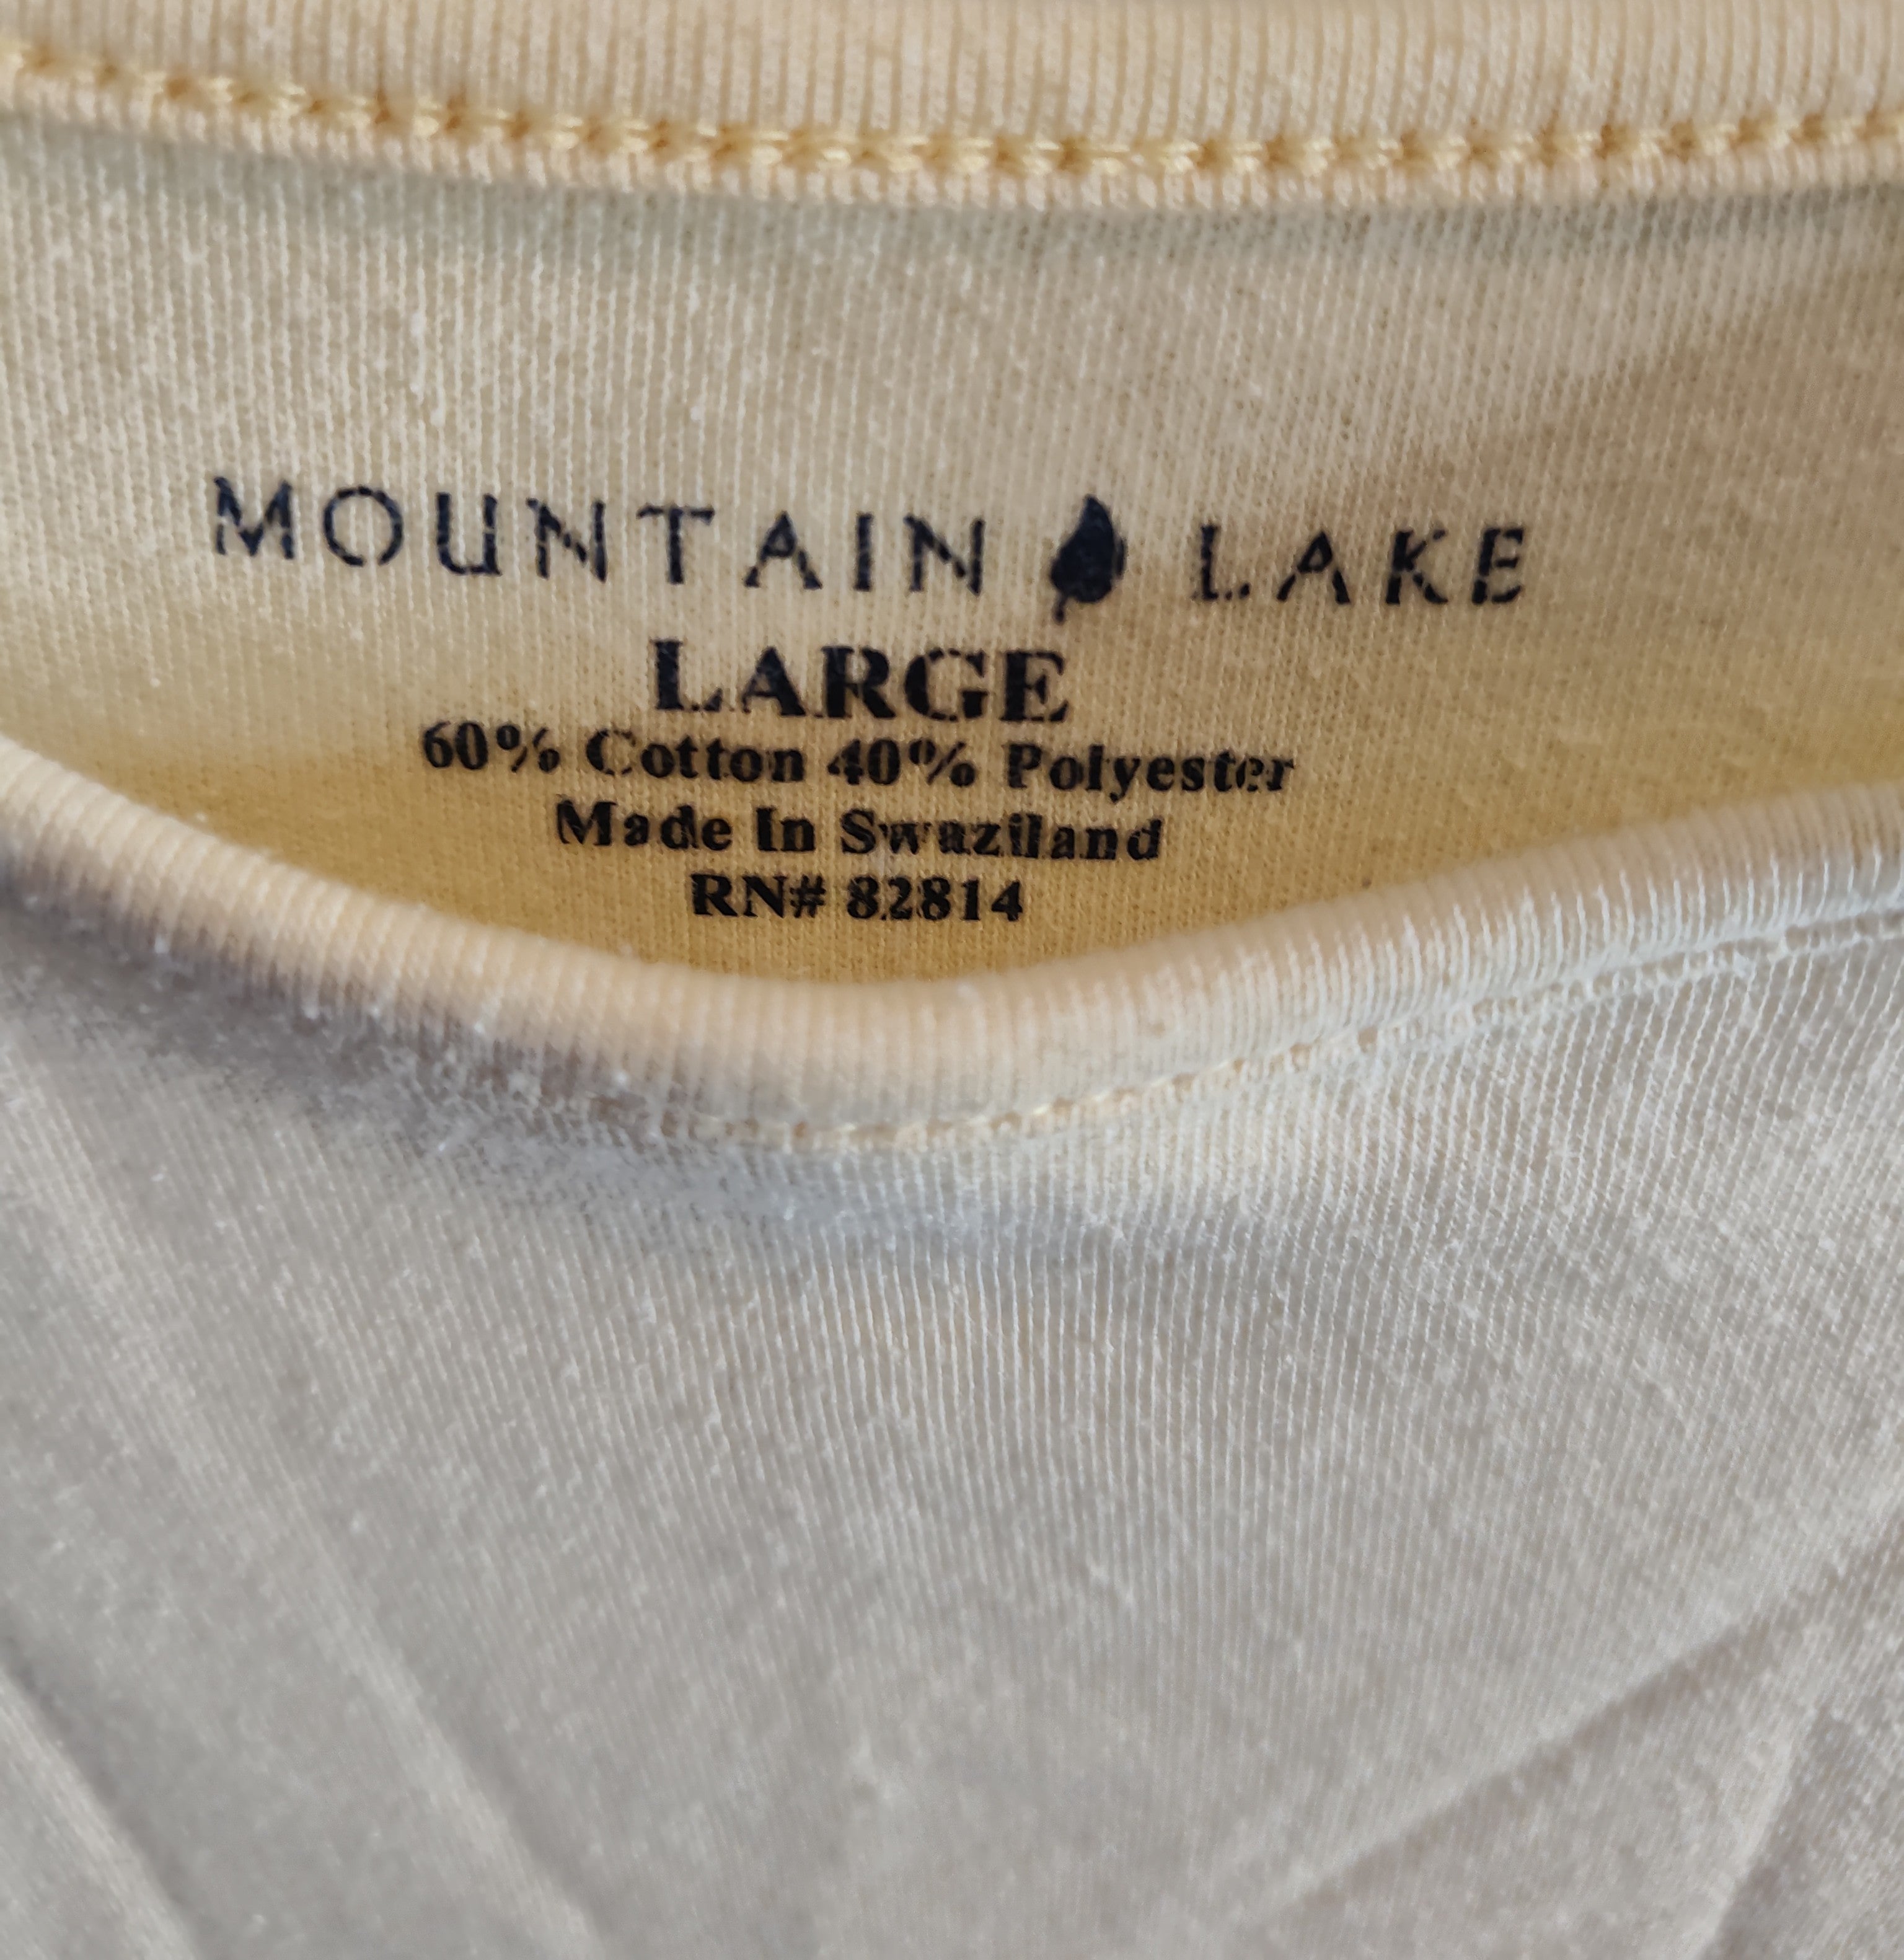 MOUNTAIN LAKE
LARGE
60% Cotton 40% Polyester
Made In Swaziland
RN# 82814